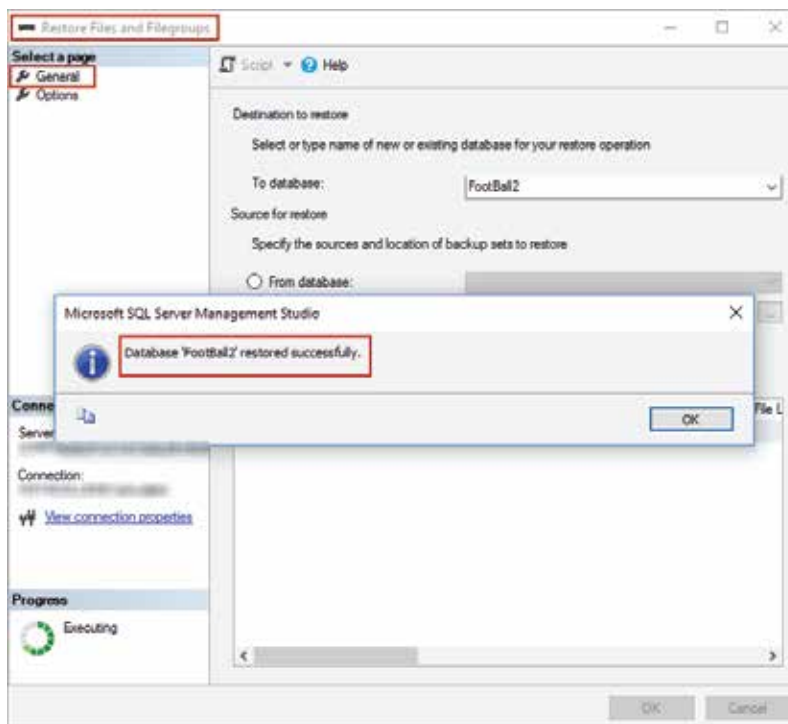 Restore Files and Filegroups
Select a page
General
Options
Script
Help
Destination to restore
Select or type name of new or existing database for your restore operation
To database:
FootBall2
Source for restore
Specify the sources and location of backup sets to restore
From database:
...
Microsoft SQL Server Management Studio
Database 'FootBall2' restored successfully.
OK
Conne
File L
Server
Connection:
View connection properties
Progress
Executing
OK
Cancel